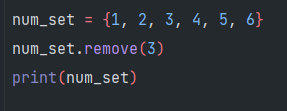 num_set = {1, 2, 3, 4, 5, 6}
num_set.remove(3)
print(num_set)